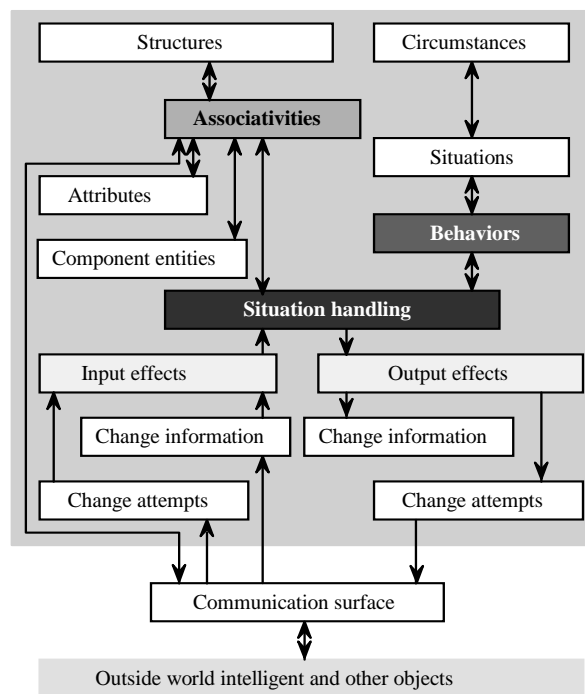 Structures
Circumstances
Associativities
Situations
Attributes
Behaviors
Component entities
Situation handling
Input effects
Output effects
Change information
Change information
Change attempts
Change attempts
Communication surface
Outside world intelligent and other objects